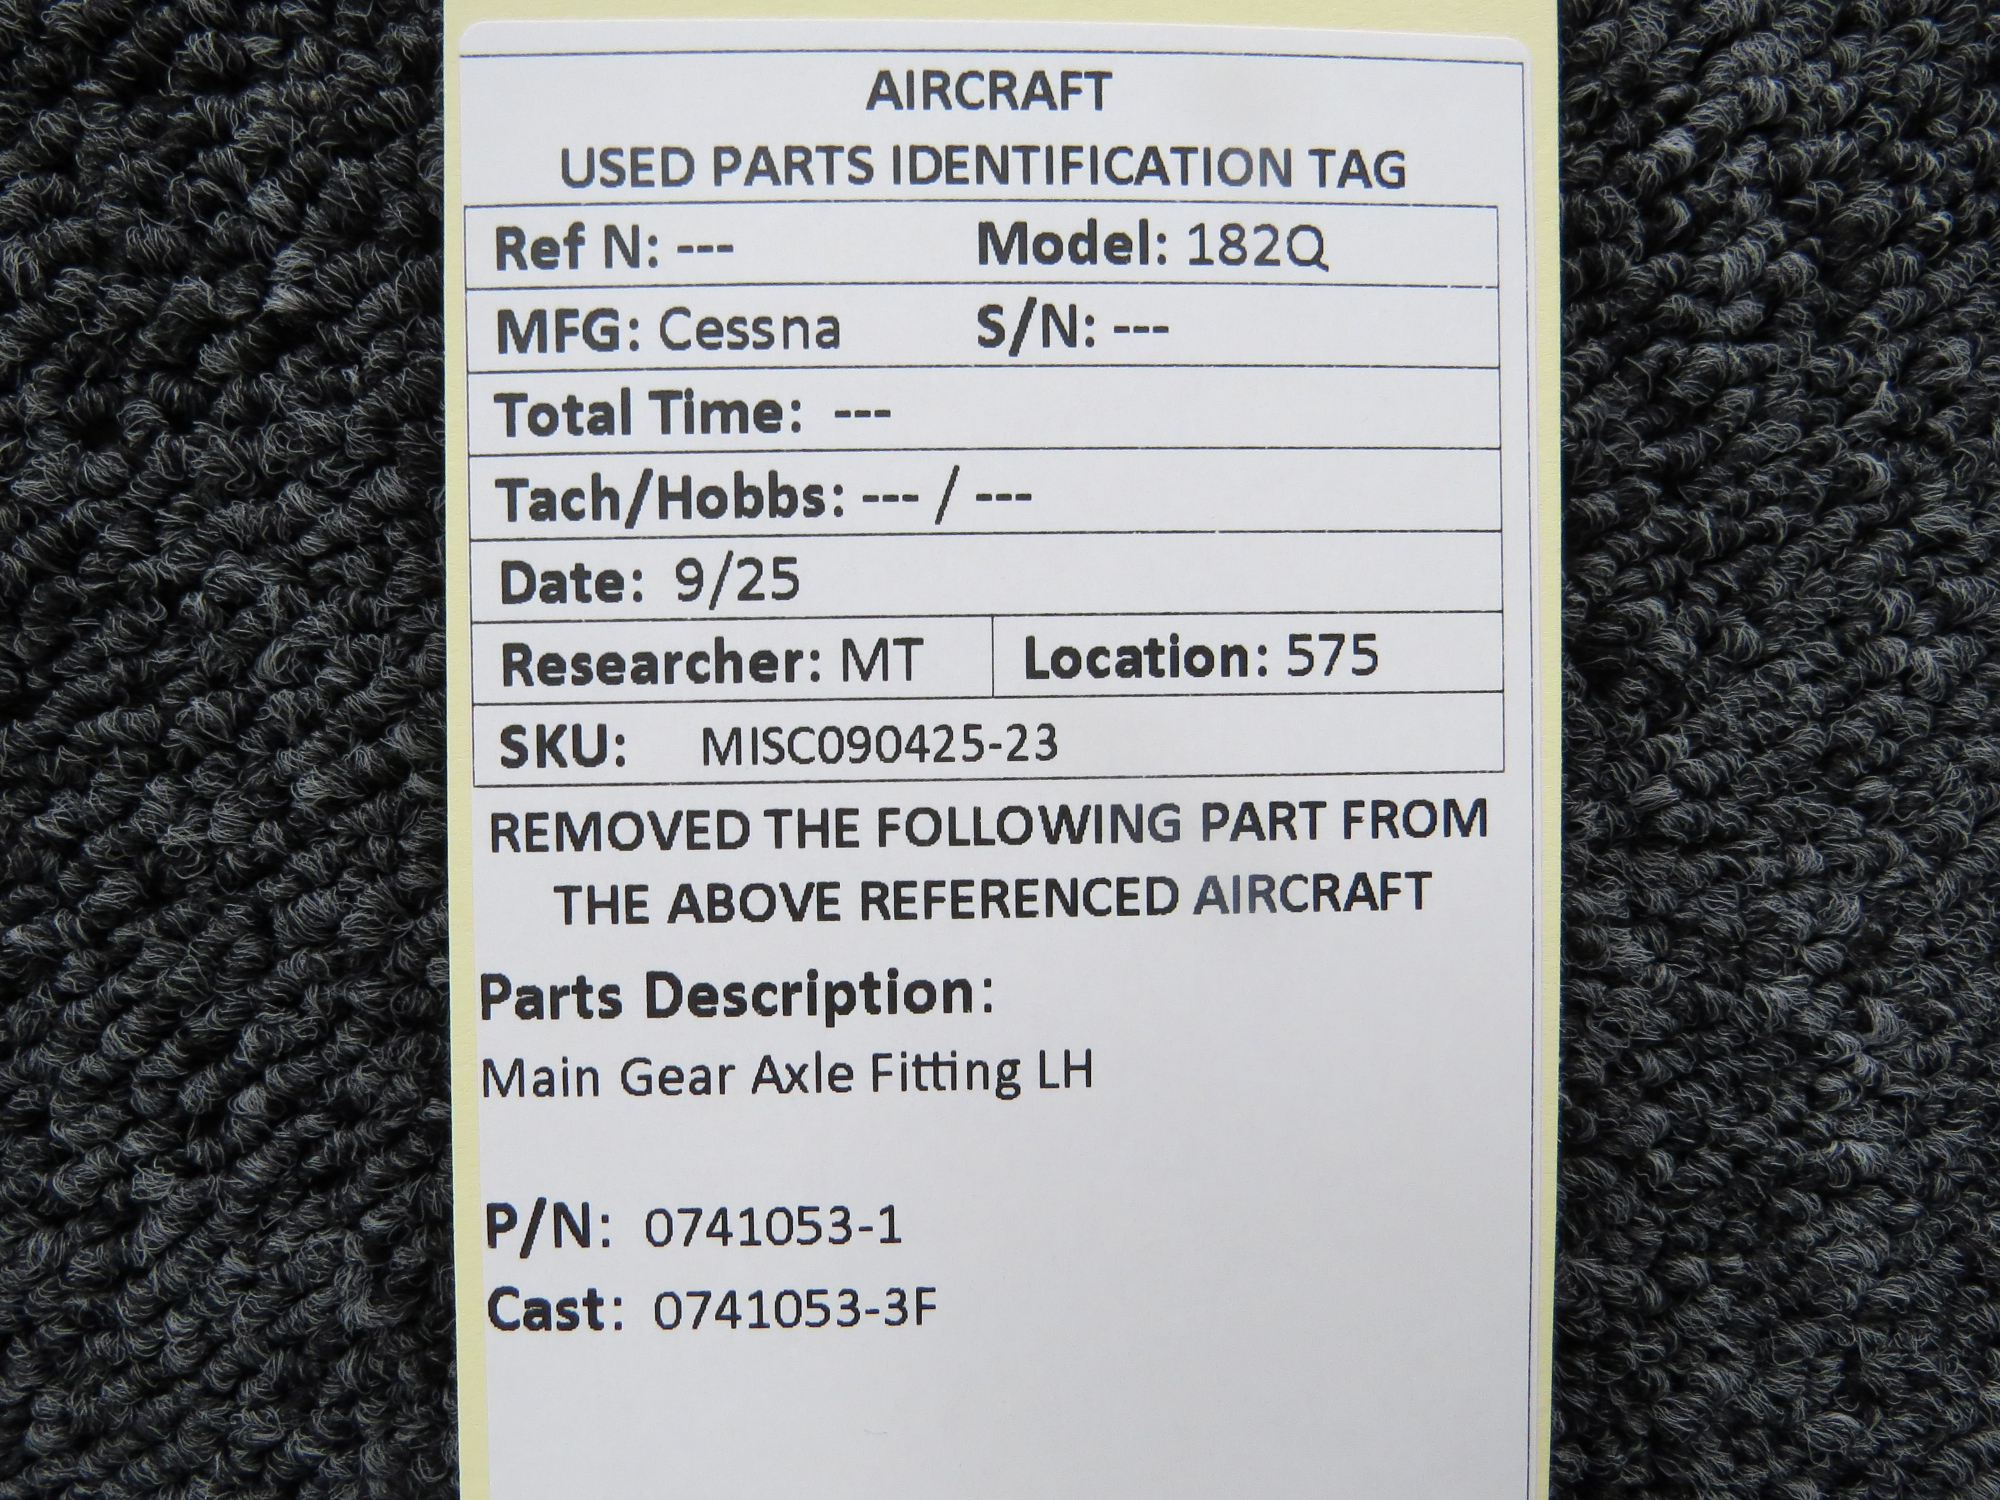 AIRCRAFT
USED PARTS IDENTIFICATION TAG
Ref N: --- Model: 182Q
MFG: Cessna S/N: ---
Total Time: ---
Tach/Hobbs: --- / ---
Date: 9/25
Researcher: MT Location: 575
SKU: MISC090425-23
REMOVED THE FOLLOWING PART FROM
THE ABOVE REFERENCED AIRCRAFT
Parts Description:
Main Gear Axle Fitting LH
P/N: 0741053-1
Cast: 0741053-3F